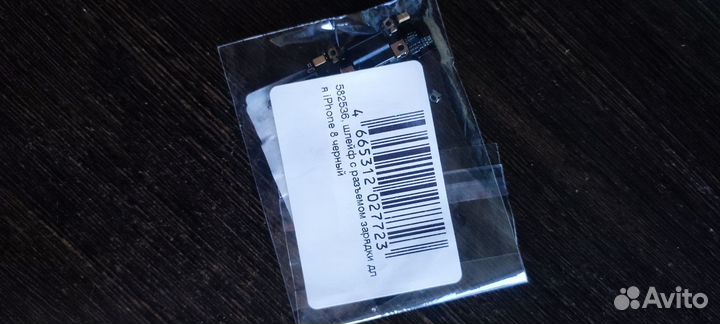 4 665312 027723
582536, шлейф с разъемом зарядки дл
я iPhone 8 черный
Avito